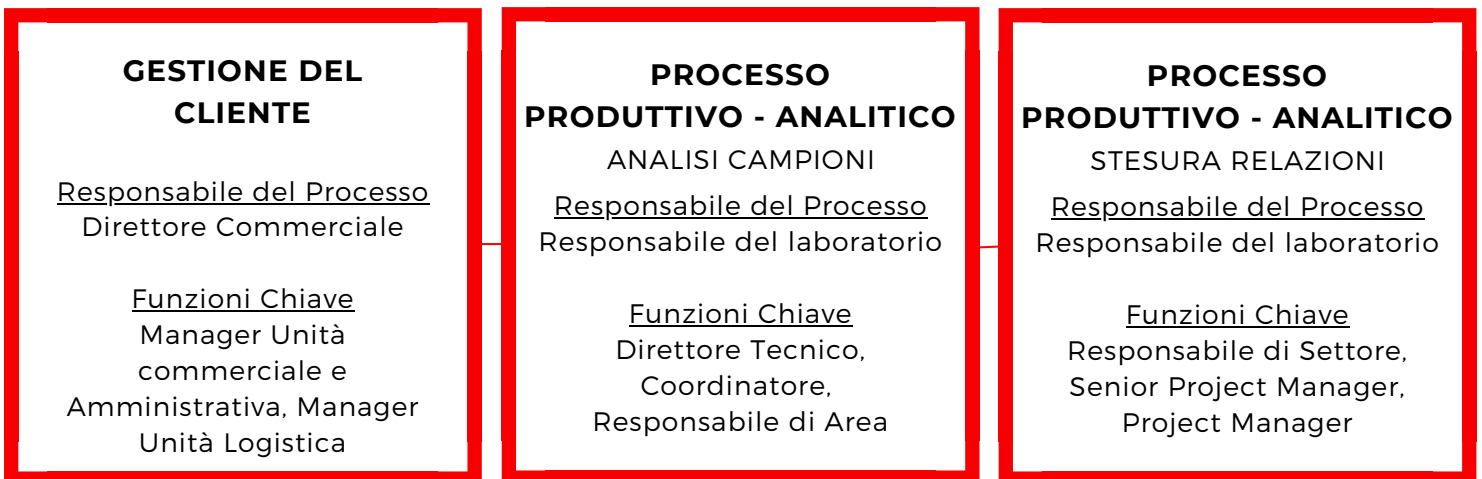 GESTIONE DEL
CLIENTE
Responsabile del Processo
Direttore Commerciale
Funzioni Chiave
Manager Unità
commerciale e
Amministrativa, Manager
Unità Logistica
PROCESSO
PRODUTTIVO - ANALITICO
ANALISI CAMPIONI
Responsabile del Processo
Responsabile del laboratorio
Funzioni Chiave
Direttore Tecnico,
Coordinatore,
Responsabile di Area
PROCESSO
PRODUTTIVO - ANALITICO
STESURA RELAZIONI
Responsabile del Processo
Responsabile del laboratorio
Funzioni Chiave
Responsabile di Settore,
Senior Project Manager,
Project Manager